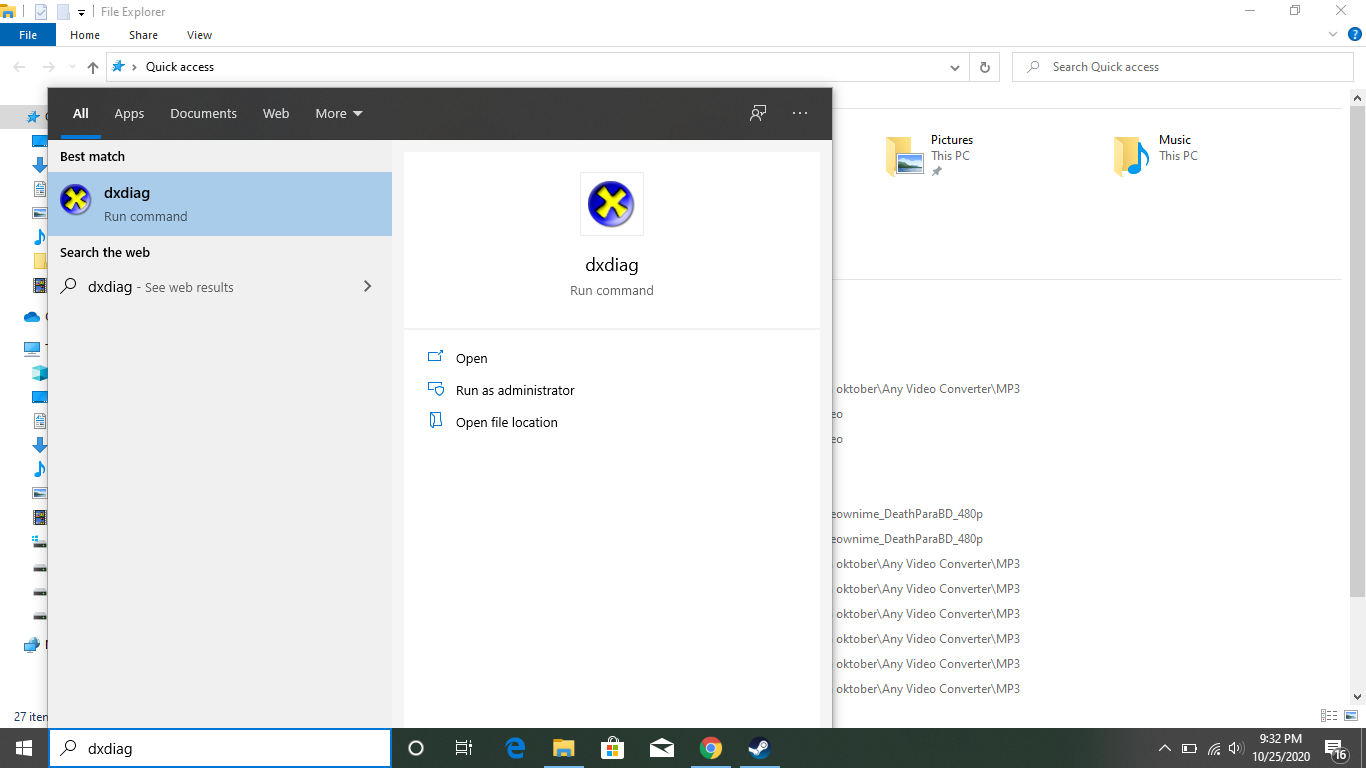 File Explorer
File Home Share View
Quick access
Search Quick access
All Apps Documents Web More
Best match
dxdiag
Run command
Search the web
dxdiag - See web results
dxdiag
Run command
Open
Run as administrator
Open file location
Pictures
This PC
Music
This PC
oktober\Any Video Converter\MP3
eo
eo
eownime_DeathParaBD_480p
eownime_DeathParaBD_480p
oktober\Any Video Converter\MP3
oktober\Any Video Converter\MP3
oktober\Any Video Converter\MP3
oktober\Any Video Converter\MP3
oktober\Any Video Converter\MP3
oktober\Any Video Converter\MP3
27 iten
dxdiag
9:32 PM
10/25/2020
16